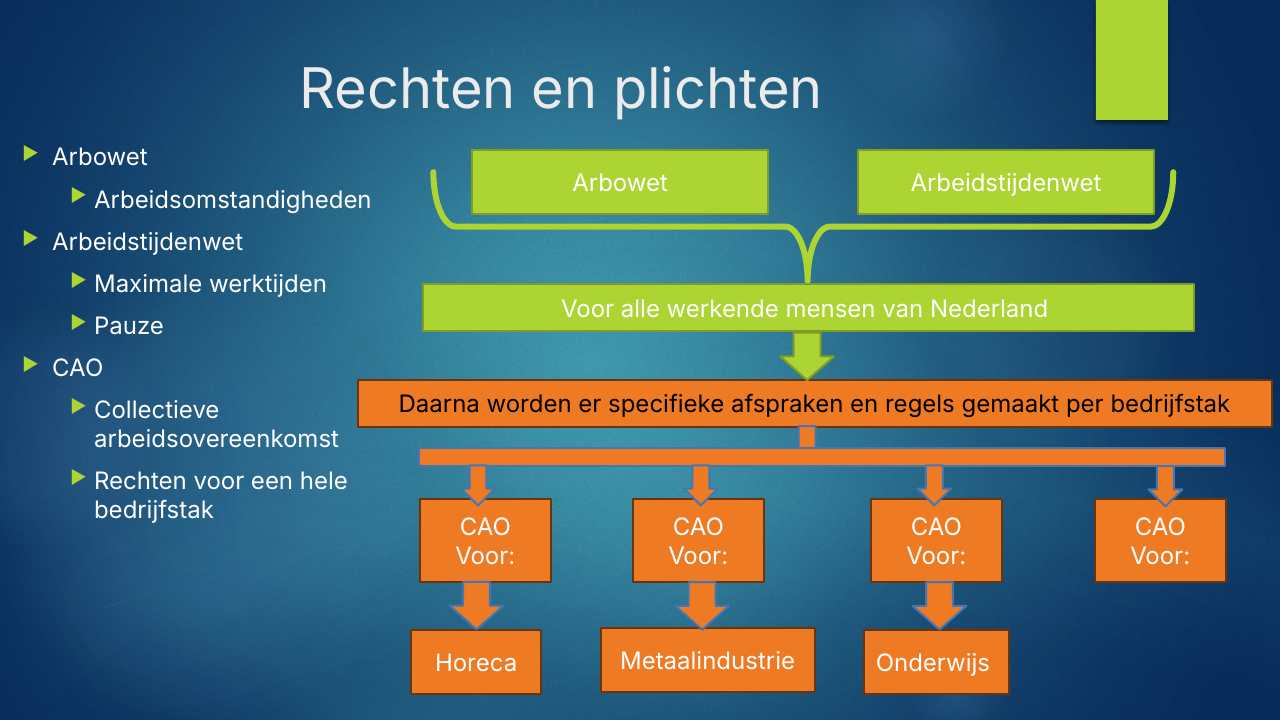 Rechten en plichten
Arbowet
Arbeidsomstandigheden
Arbeidstijdenwet
Maximale werktijden
Pauze
CAO
Collectieve
arbeidsovereenkomst
Rechten voor een hele
bedrijfstak
Arbowet
Arbeidstijdenwet
Voor alle werkende mensen van Nederland
Daarna worden er specifieke afspraken en regels gemaakt per bedrijfstak
CAO
Voor:
CAO
Voor:
CAO
Voor:
CAO
Voor:
Horeca
Metaalindustrie
Onderwijs